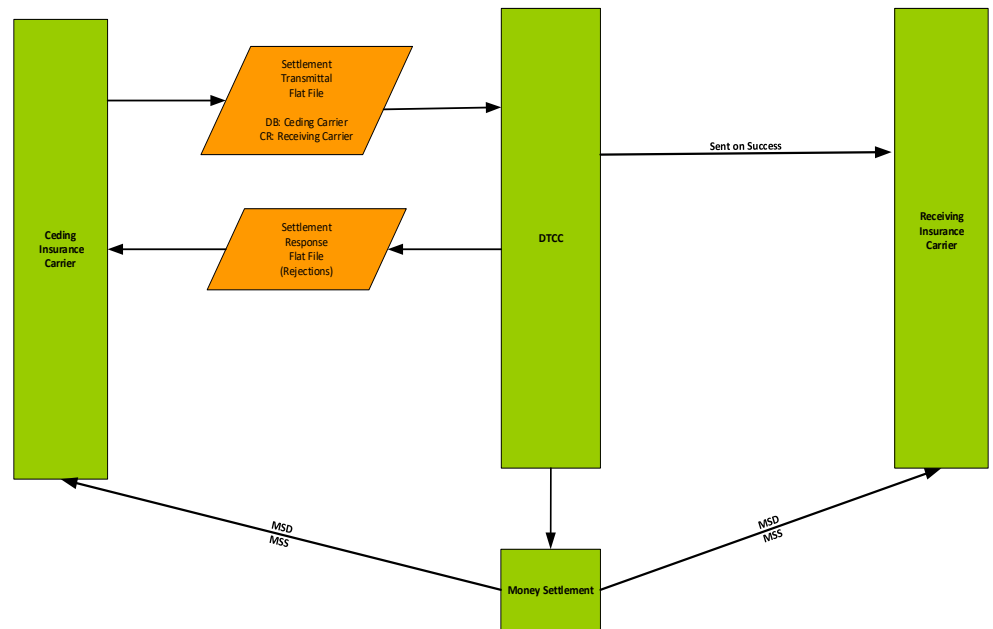 Settlement
Transmittal
Flat File
DB: Ceding Carrier
CR: Receiving Carrier
Sent on Success
Ceding
Insurance
Carrier
Settlement
Response
Flat File
(Rejections)
DTCC
Receiving
Insurance
Carrier
MSD
MSS
MSD
MSS
Money Settlement